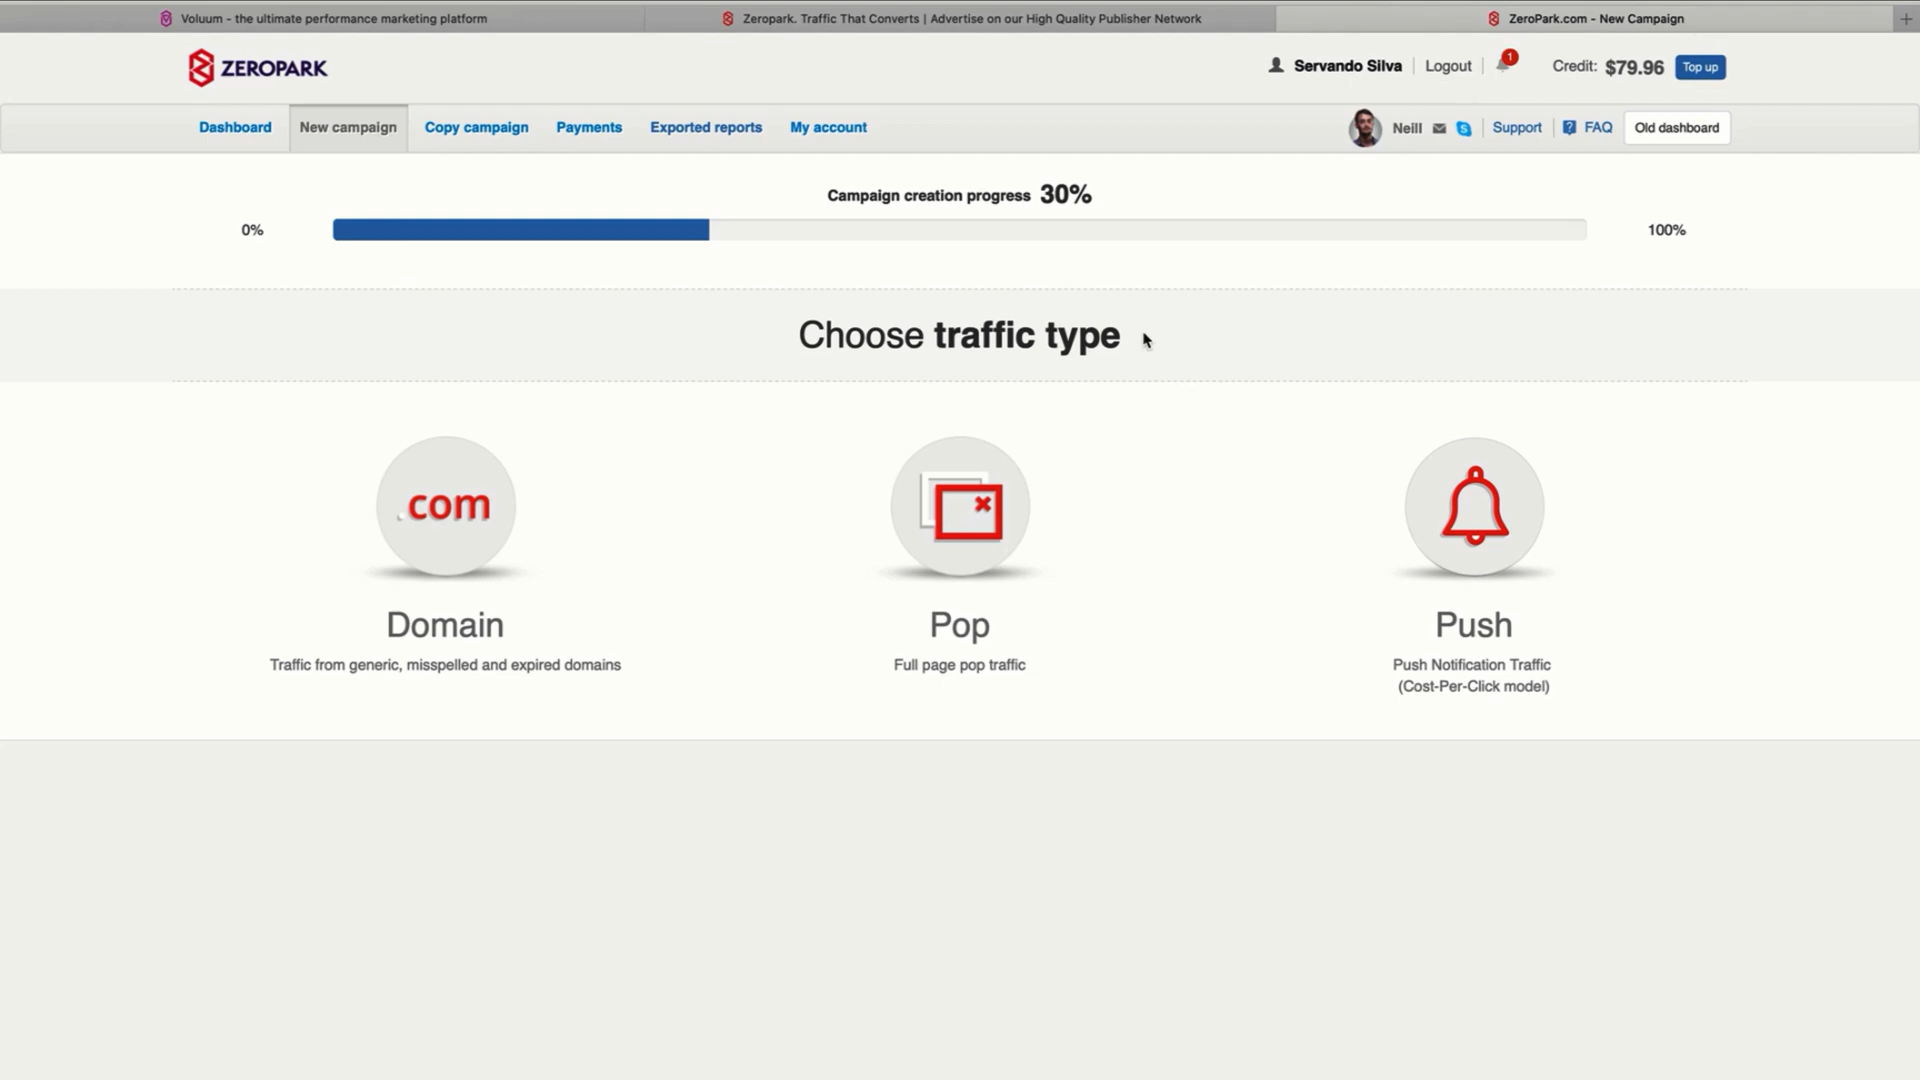 Voluum - the ultimate performance marketing platform
Zeropark. Traffic That Converts | Advertise on our High Quality Publisher Network
ZeroPark.com - New Campaign
ZEROPARK
Servando Silva
Logout
1
Credit: $79.96
Top up
Dashboard
New campaign
Copy campaign
Payments
Exported reports
My account
Neill
Support
FAQ
Old dashboard
Campaign creation progress 30%
0%
100%
Choose traffic type
.com
Domain
Traffic from generic, misspelled and expired domains
Pop
Full page pop traffic
Push
Push Notification Traffic
(Cost-Per-Click model)